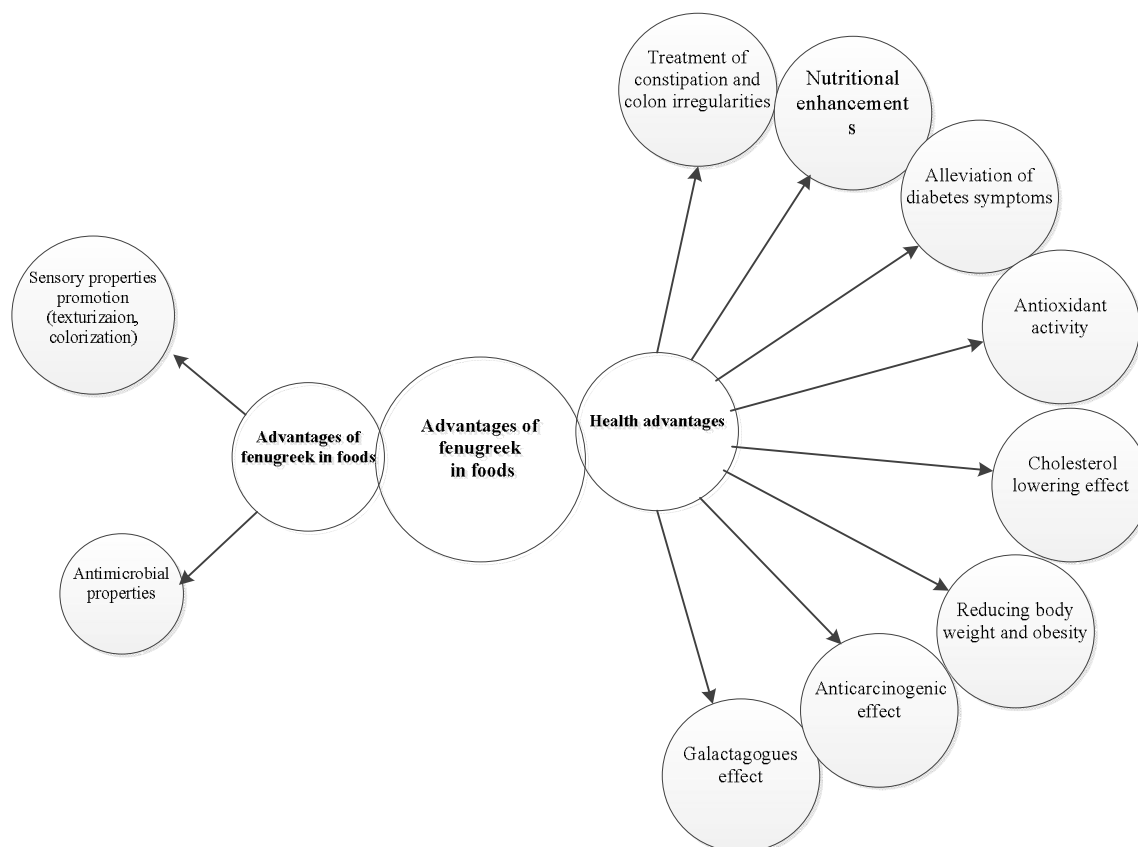 Treatment of
constipation and
colon irregularities
Nutritional
enhancement
s
Alleviation of
diabetes symptoms
Antioxidant
activity
Cholesterol
lowering effect
Reducing body
weight and obesity
Anticarcinogenic
effect
Galactagogues
effect
Health advantages
Advantages of
fenugreek
in foods
Advantages of
fenugreek in foods
Sensory properties
promotion
(texturizaion,
colorization)
Antimicrobial
properties